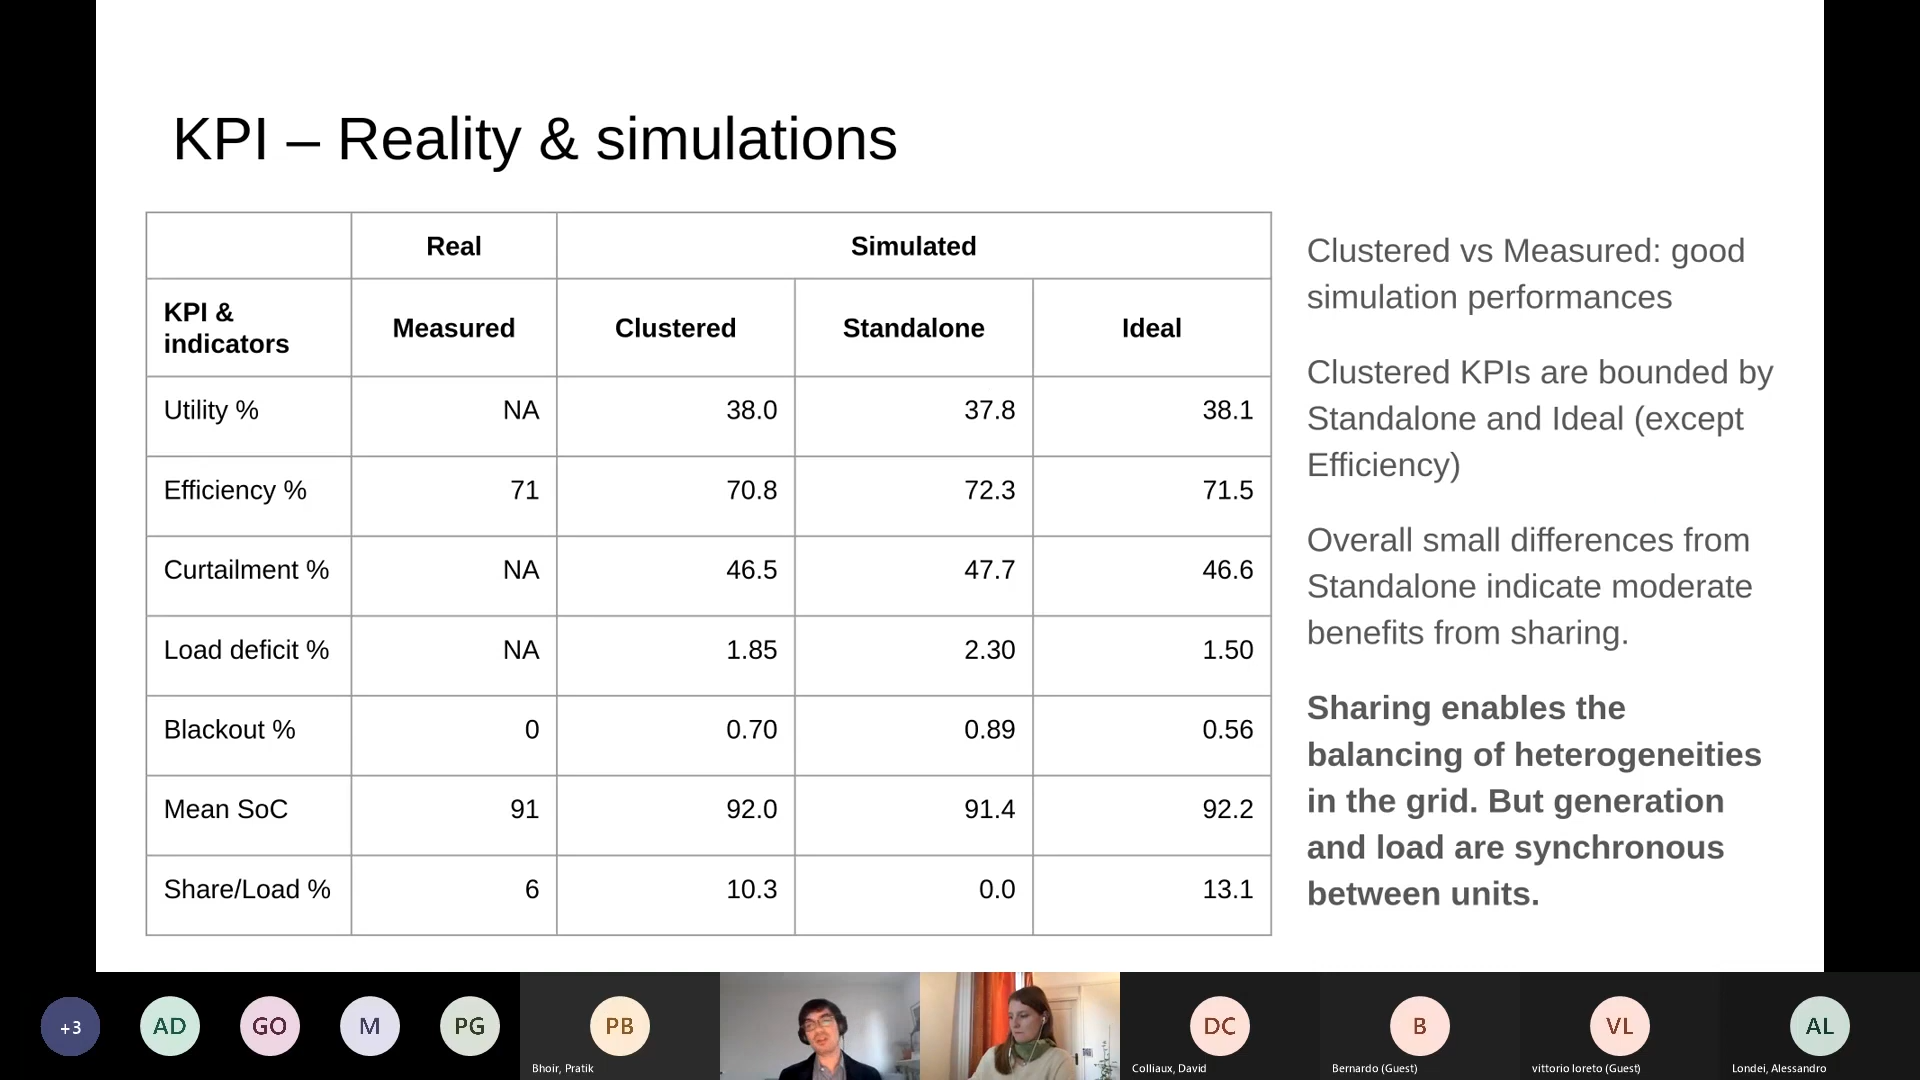 KPI – Reality & simulations
Real Simulated
KPI &
indicators
Measured Clustered Standalone Ideal
Utility % NA 38.0 37.8 38.1
Efficiency % 71 70.8 72.3 71.5
Curtailment % NA 46.5 47.7 46.6
Load deficit % NA 1.85 2.30 1.50
Blackout % 0 0.70 0.89 0.56
Mean SoC 91 92.0 91.4 92.2
Share/Load % 6 10.3 0.0 13.1
Clustered vs Measured: good
simulation performances
Clustered KPIs are bounded by
Standalone and Ideal (except
Efficiency)
Overall small differences from
Standalone indicate moderate
benefits from sharing.
Sharing enables the
balancing of heterogeneities
in the grid. But generation
and load are synchronous
between units.
+3 AD GO M PG PB DC B VL AL
Bhoir, Pratik Colliaux, David Bernardo (Guest) vittorio loreto (Guest) Londei, Alessandro